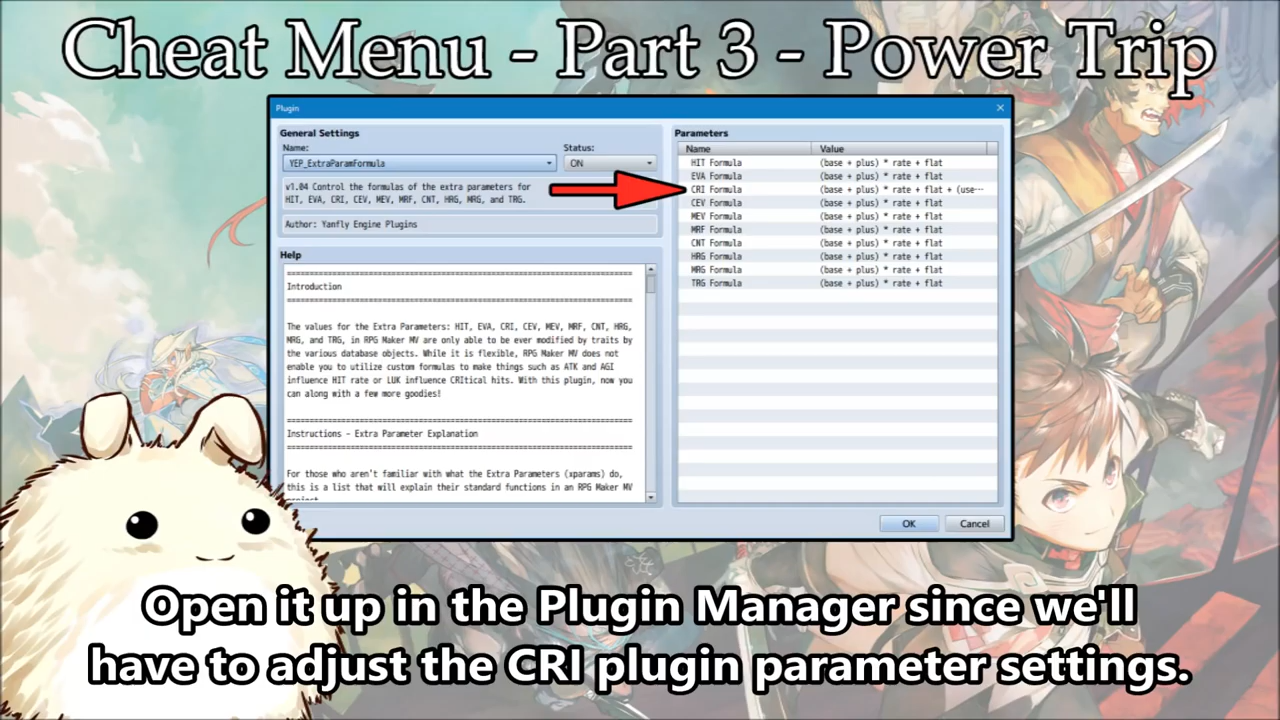 Cheat Menu - Part 3 - Power Trip
Plugin
General Settings
Name:
Status:
YEP_ExtraParamFormula
ON
v1.04 Control the formulas of the extra parameters for
HIT, EVA, CRI, CEV, MEV, MRF, CNT, HRG, MRG, and TRG.
Author: Yanfly Engine Plugins
Help
================================================================================
Introduction
================================================================================
The values for the Extra Parameters: HIT, EVA, CRI, CEV, MEV, MRF, CNT, HRG,
MRG, and TRG, in RPG Maker MV are only able to be ever modified by traits by
the various database objects. While it is flexible, RPG Maker MV does not
enable you to utilize custom formulas to make things such as ATK and AGI
influence HIT rate or LUK influence CRItical hits. With this plugin, now you
can along with a few more goodies!
================================================================================
Instructions - Extra Parameter Explanation
================================================================================
For those who aren't familiar with what the Extra Parameters (xparams) do,
this is a list that will explain their standard functions in an RPG Maker MV
project.
Parameters
Name Value
HIT Formula (base + plus) * rate + flat
EVA Formula (base + plus) * rate + flat
CRI Formula (base + plus) * rate + flat + (use…
CEV Formula (base + plus) * rate + flat
MEV Formula (base + plus) * rate + flat
MRF Formula (base + plus) * rate + flat
CNT Formula (base + plus) * rate + flat
HRG Formula (base + plus) * rate + flat
MRG Formula (base + plus) * rate + flat
TRG Formula (base + plus) * rate + flat
OK
Cancel
Open it up in the Plugin Manager since we'll
have to adjust the CRI plugin parameter settings.